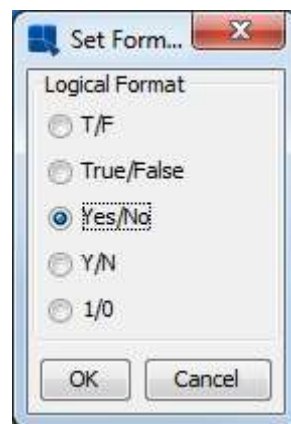 Set Form...
Logical Format
T/F
True/False
Yes/No
Y/N
1/0
OK Cancel